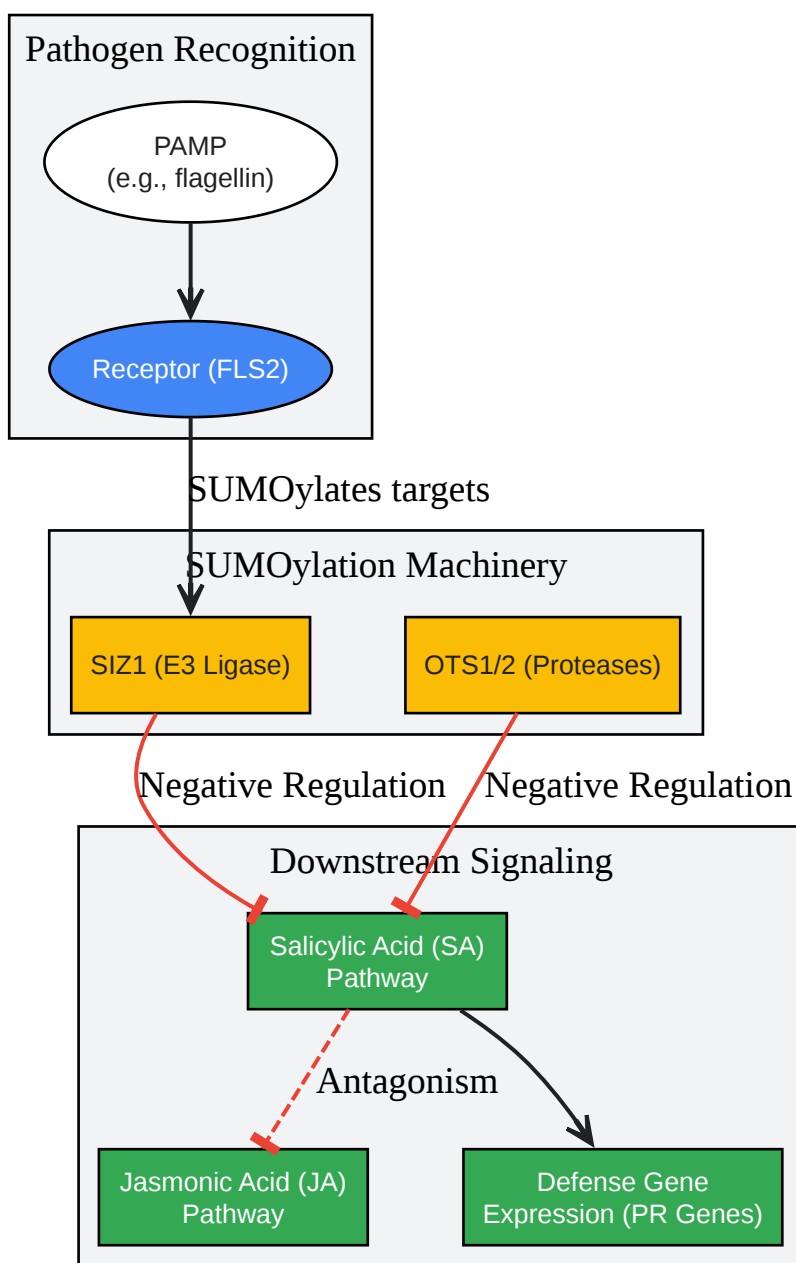 Pathogen Recognition
PAMP
(e.g., flagellin)
Receptor (FLS2)
SUMOylates targets
SUMOylation Machinery
SIZ1 (E3 Ligase)
OTS1/2 (Proteases)
Negative Regulation
Negative Regulation
Downstream Signaling
Salicylic Acid (SA)
Pathway
Antagonism
Jasmonic Acid (JA)
Pathway
Defense Gene
Expression (PR Genes)